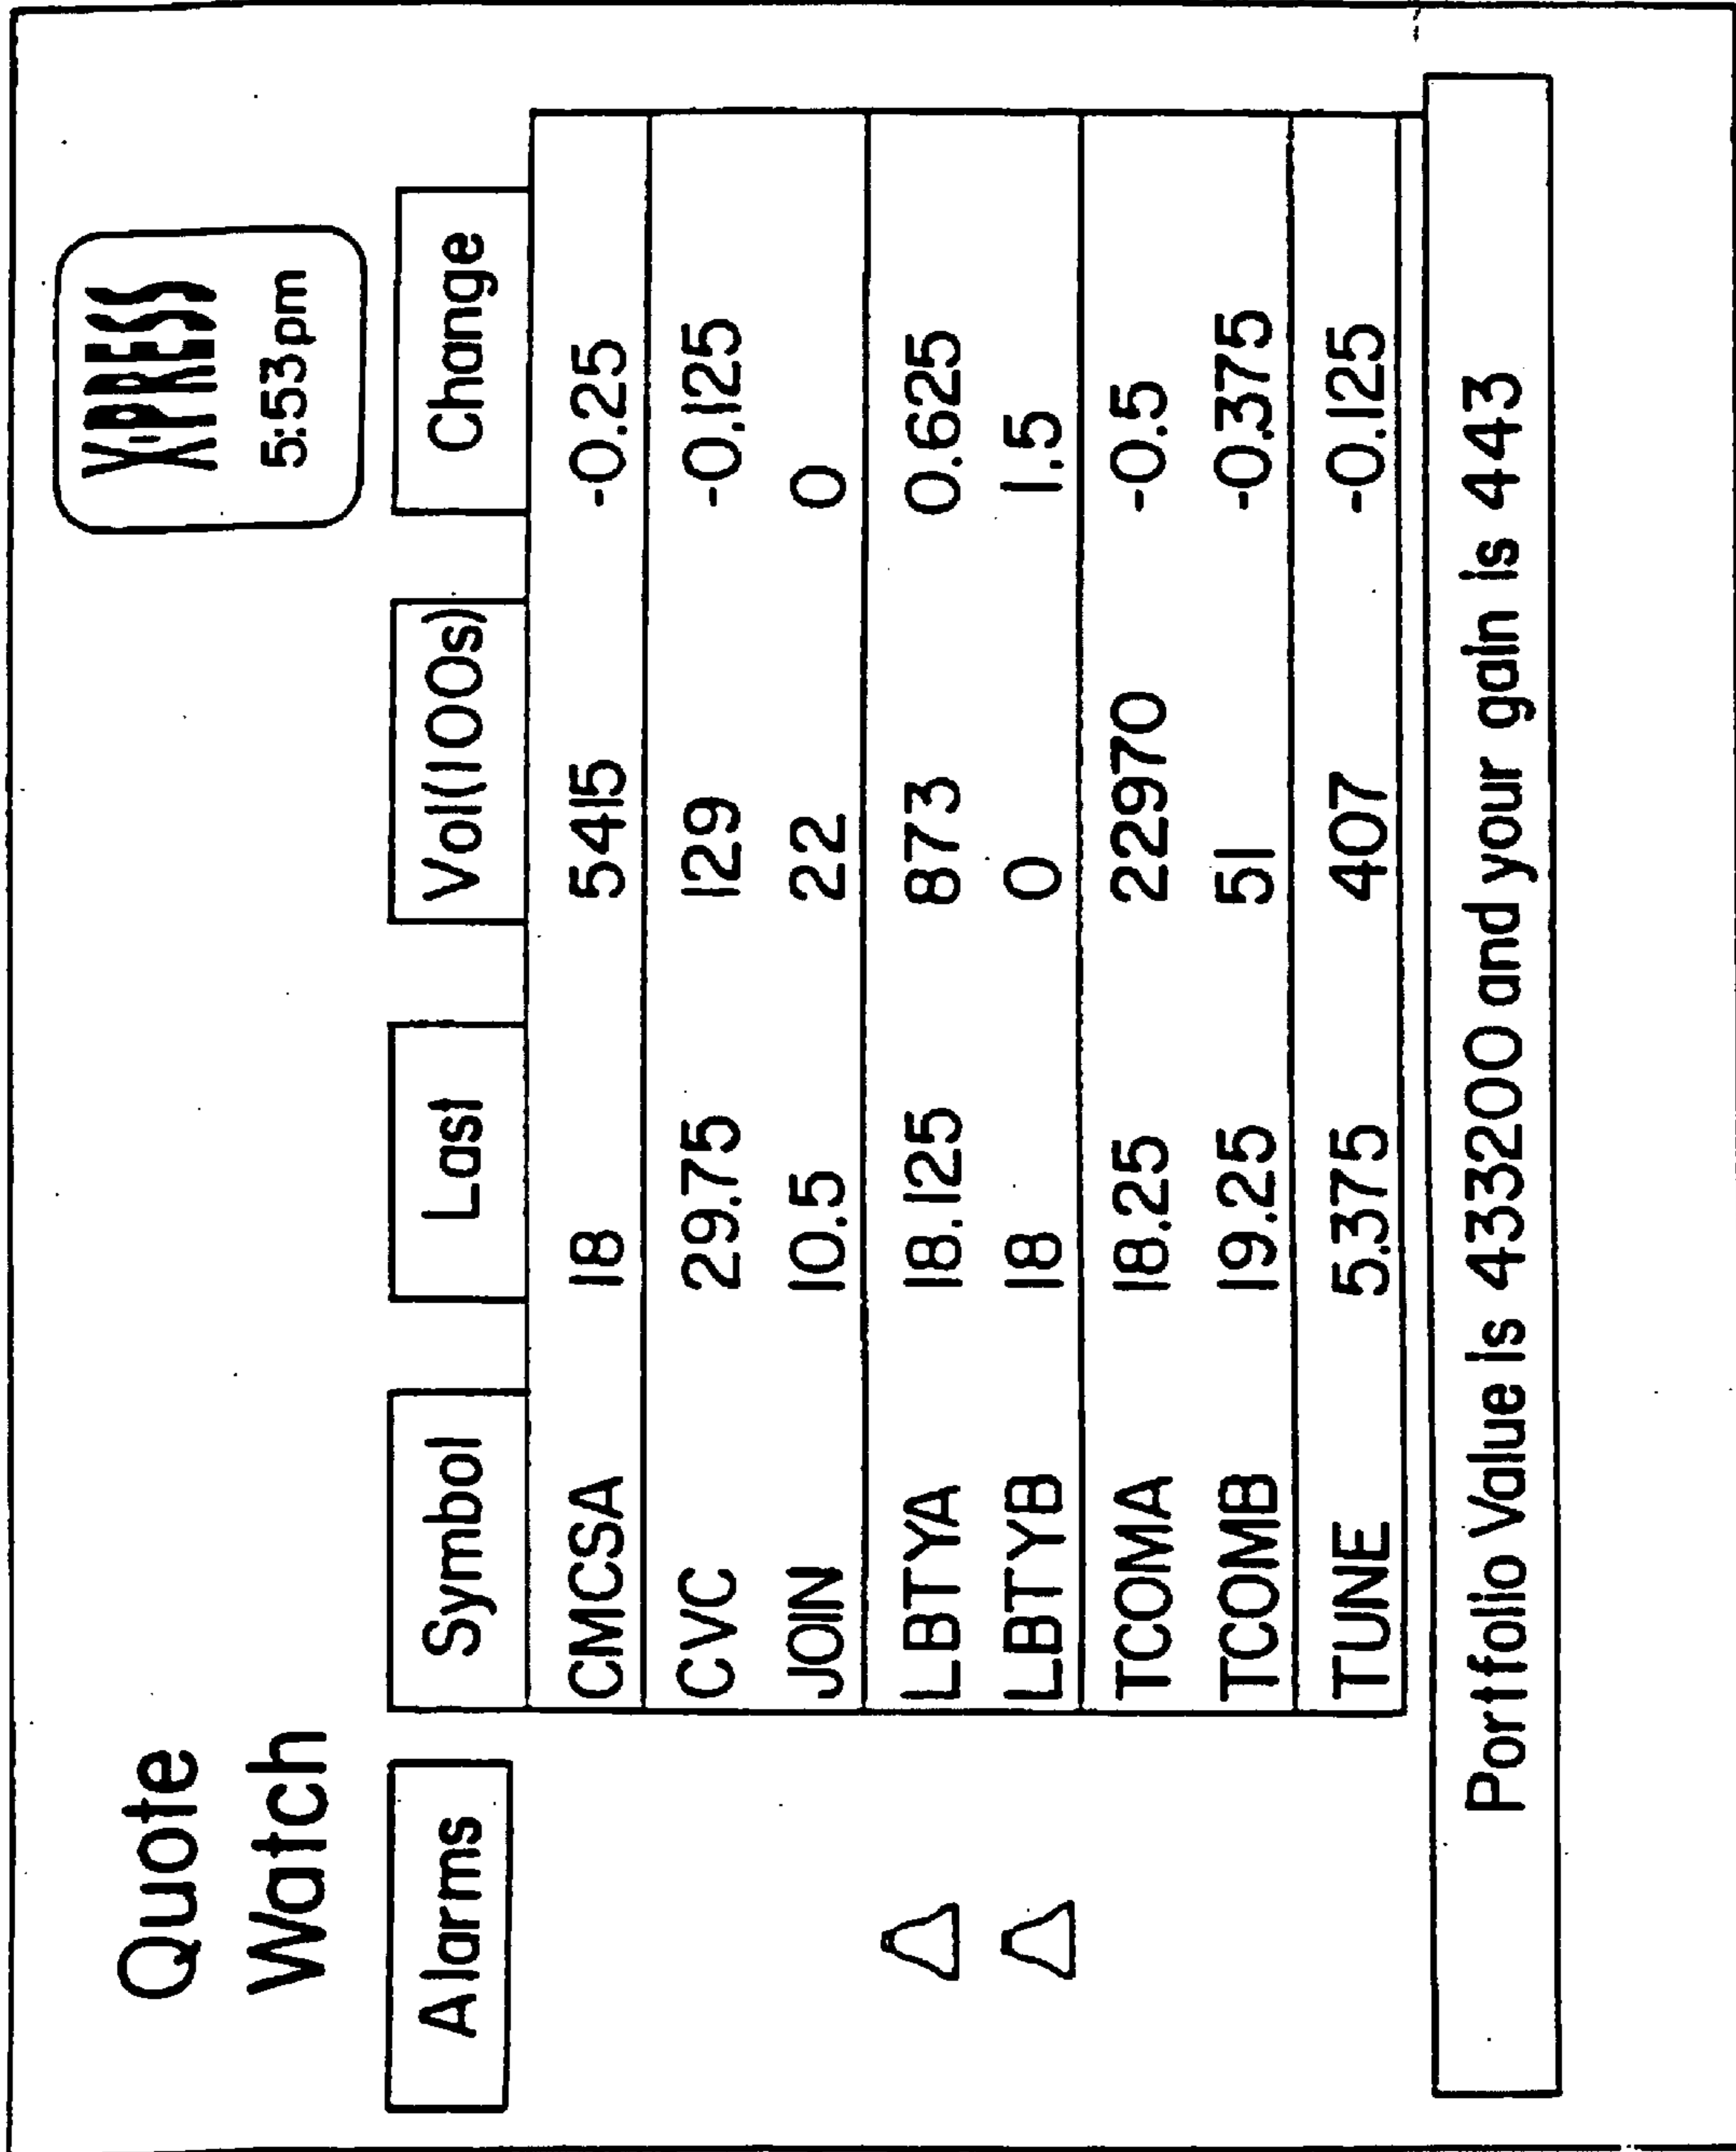 Quote
Watch
XPRESS
5:53pm
Alarms Symbol Last Vol(100s) Change
CMCSA 18 5415 -0.25
CVC 29.75 129 -0.125
JOIN 10.5 22 0
LBTYA 18.125 873 0.625
LBTYB 18 0 1.5
TCOMA 18.25 22970 -0.5
TCOMB 19.25 51 -0.375
TUNE 5.375 407 -0.125
Portfolio Value is 433200 and your gain is 443